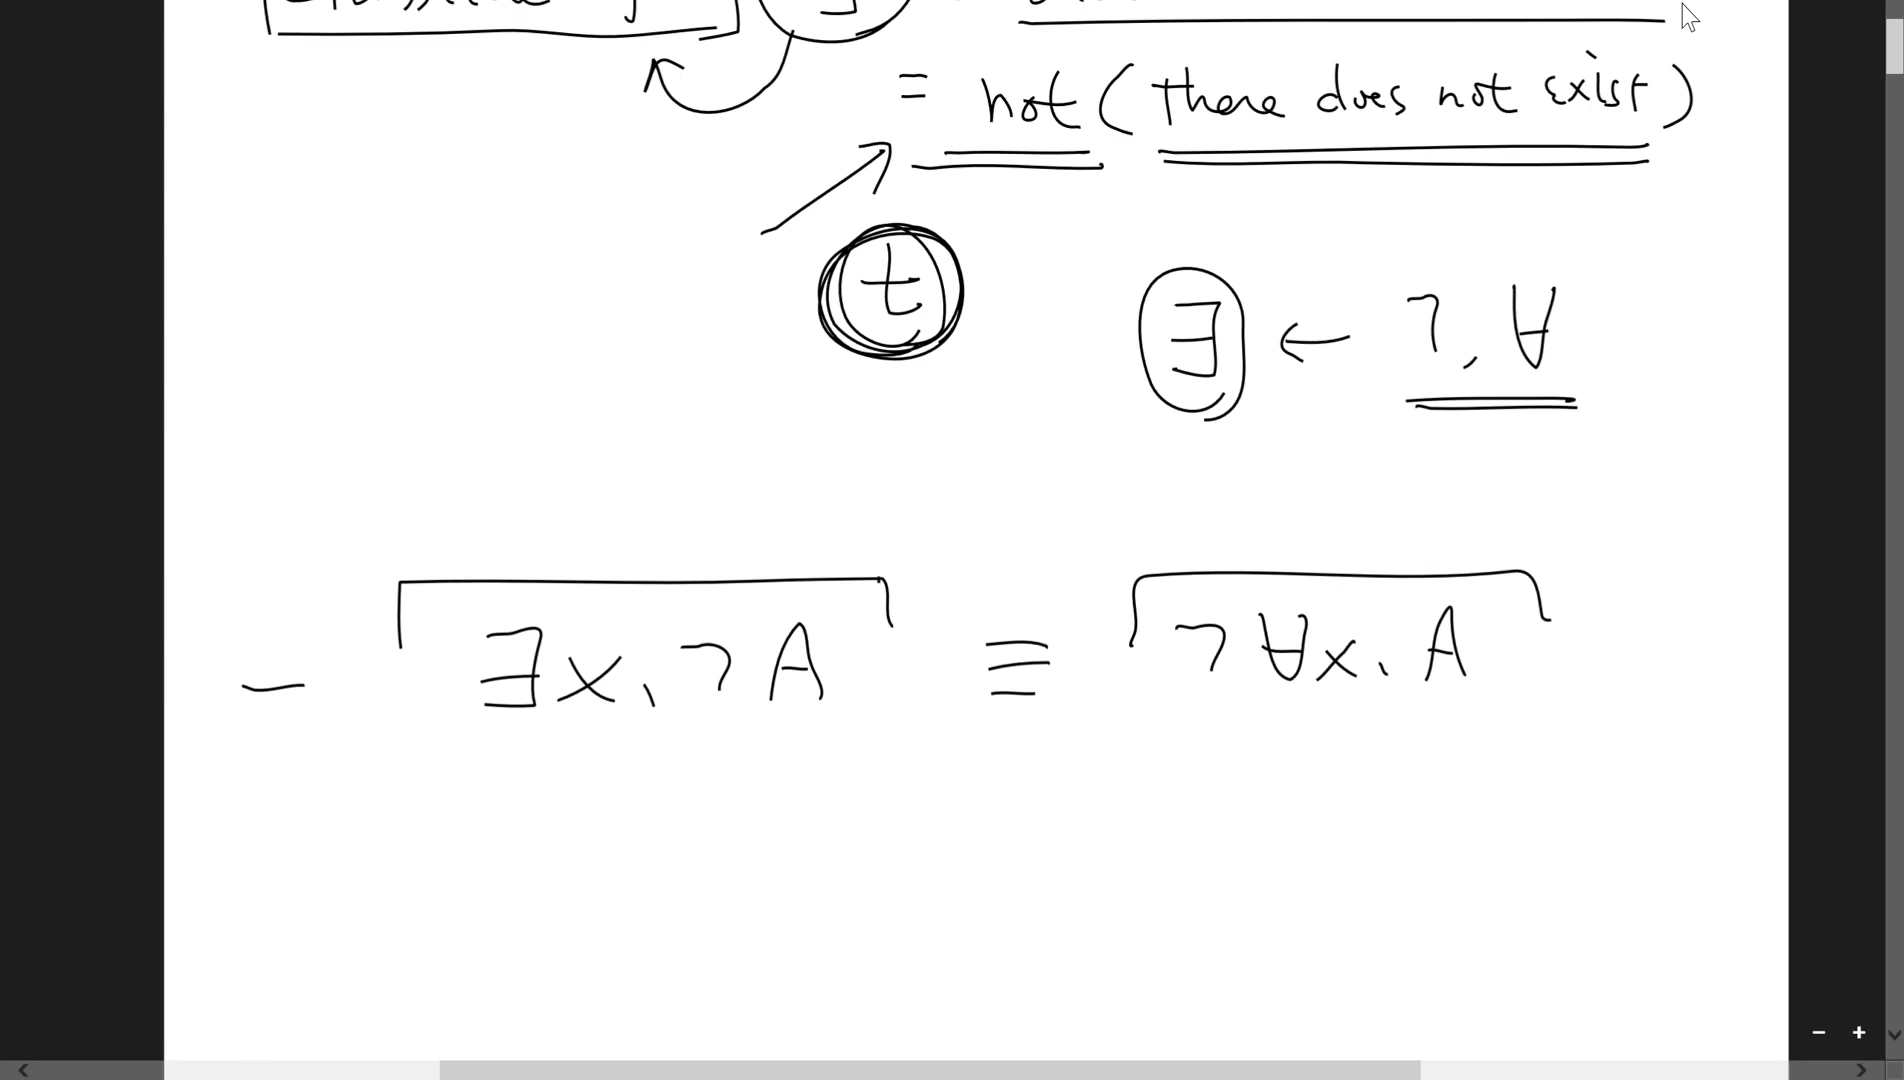 = not (there does not exist)
t
∃ ← ¬, ∀
- ∃x. ¬A ≡ ¬∀x. A